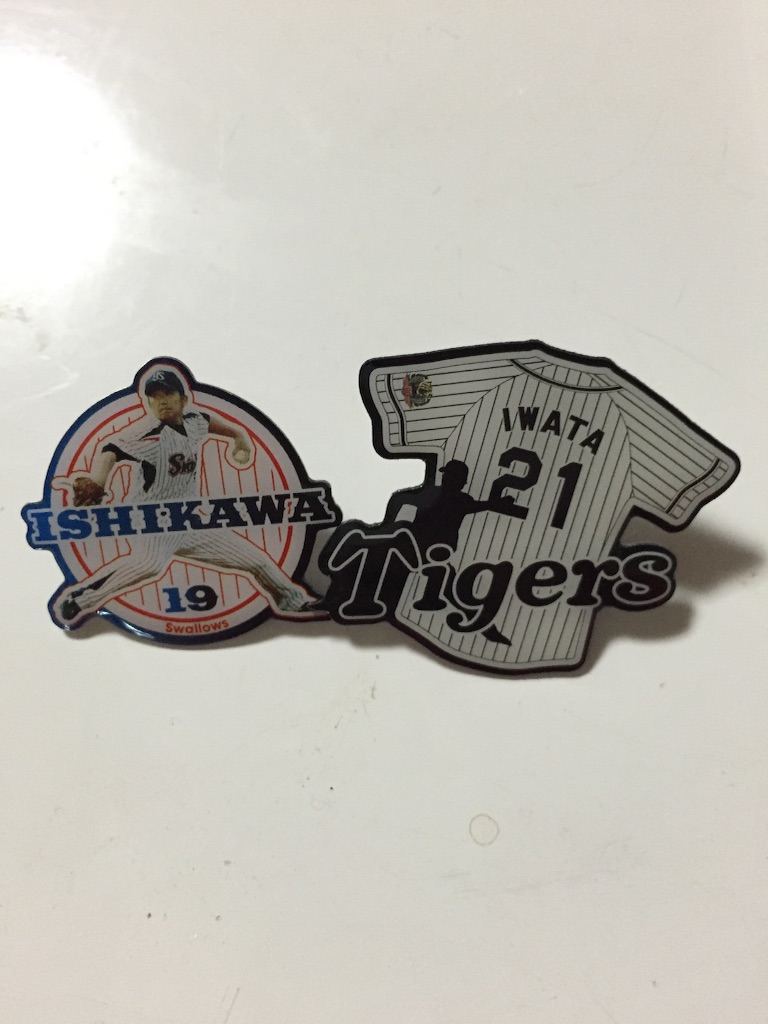 ISHIKAWA
19
Swallows
IWATA
21
Tigers